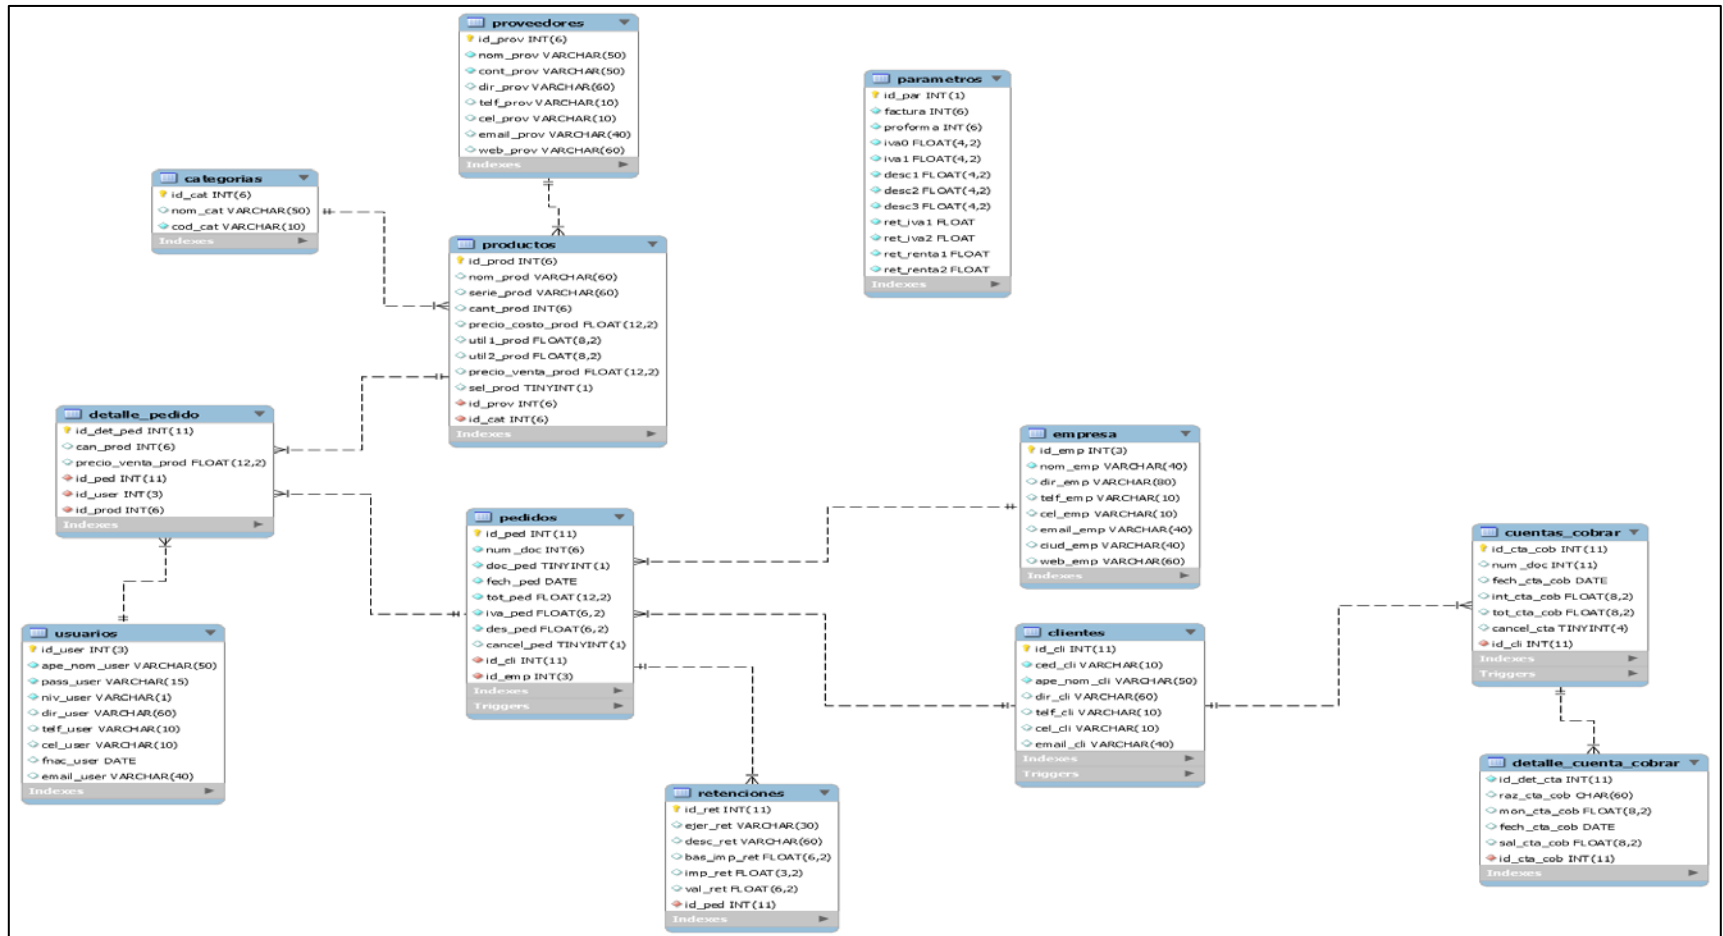 proveedores
id_prov INT(6)
nom_prov VARCHAR(50)
cont_prov VARCHAR(50)
dir_prov VARCHAR(60)
telf_prov VARCHAR(10)
cel_prov VARCHAR(10)
email_prov VARCHAR(40)
web_prov VARCHAR(60)
Indexes
parametros
id_par INT(1)
factura INT(6)
proforma INT(6)
iva0 FLOAT(4,2)
iva1 FLOAT(4,2)
desc1 FLOAT(4,2)
desc2 FLOAT(4,2)
desc3 FLOAT(4,2)
ret_iva1 FLOAT
ret_iva2 FLOAT
ret_renta1 FLOAT
ret_renta2 FLOAT
Indexes
categorias
id_cat INT(6)
nom_cat VARCHAR(50)
cod_cat VARCHAR(10)
Indexes
productos
id_prod INT(6)
nom_prod VARCHAR(60)
serie_prod VARCHAR(60)
cant_prod INT(6)
precio_costo_prod FLOAT(12,2)
util1_prod FLOAT(8,2)
util2_prod FLOAT(8,2)
precio_venta_prod FLOAT(12,2)
sel_prod TINYINT(1)
id_prov INT(6)
id_cat INT(6)
Indexes
detalle_pedido
id_det_ped INT(11)
can_prod INT(6)
precio_venta_prod FLOAT(12,2)
id_ped INT(11)
id_user INT(3)
id_prod INT(6)
Indexes
empresa
id_emp INT(3)
nom_emp VARCHAR(40)
dir_emp VARCHAR(80)
telf_emp VARCHAR(10)
cel_emp VARCHAR(10)
email_emp VARCHAR(40)
ciud_emp VARCHAR(40)
web_emp VARCHAR(60)
Indexes
pedidos
id_ped INT(11)
num_doc INT(6)
doc_ped TINYINT(1)
fech_ped DATE
tot_ped FLOAT(12,2)
iva_ped FLOAT(6,2)
des_ped FLOAT(6,2)
cancel_ped TINYINT(1)
id_cli INT(11)
id_emp INT(3)
Indexes
Triggers
cuentas_cobrar
id_cta_cob INT(11)
num_doc INT(11)
fech_cta_cob DATE
int_cta_cob FLOAT(8,2)
tot_cta_cob FLOAT(8,2)
cancel_cta TINYINT(4)
id_cli INT(11)
Indexes
Triggers
usuarios
id_user INT(3)
ape_nom_user VARCHAR(50)
pass_user VARCHAR(15)
niv_user VARCHAR(1)
dir_user VARCHAR(60)
telf_user VARCHAR(10)
cel_user VARCHAR(10)
fnac_user DATE
email_user VARCHAR(40)
Indexes
clientes
id_cli INT(11)
ced_cli VARCHAR(10)
ape_nom_cli VARCHAR(50)
dir_cli VARCHAR(60)
telf_cli VARCHAR(10)
cel_cli VARCHAR(10)
email_cli VARCHAR(40)
Indexes
Triggers
retenciones
id_ret INT(11)
ejer_ret VARCHAR(30)
desc_ret VARCHAR(60)
bas_imp_ret FLOAT(6,2)
imp_ret FLOAT(3,2)
val_ret FLOAT(6,2)
id_ped INT(11)
Indexes
detalle_cuenta_cobrar
id_det_cta INT(11)
raz_cta_cob CHAR(60)
mon_cta_cob FLOAT(8,2)
fech_cta_cob DATE
sal_cta_cob FLOAT(8,2)
id_cta_cob INT(11)
Indexes